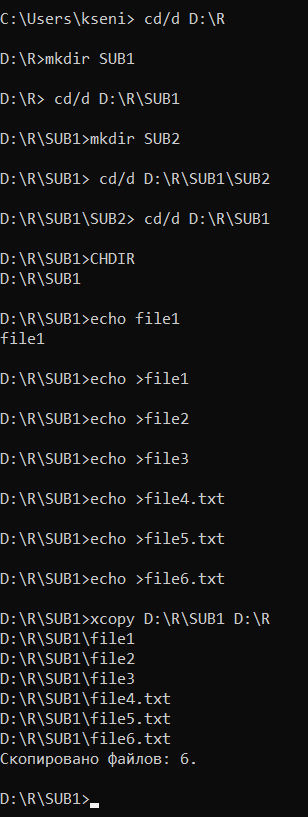 C:\Users\kseni> cd/d D:\R
D:\R>mkdir SUB1
D:\R> cd/d D:\R\SUB1
D:\R\SUB1>mkdir SUB2
D:\R\SUB1> cd/d D:\R\SUB1\SUB2
D:\R\SUB1\SUB2> cd/d D:\R\SUB1
D:\R\SUB1>CHDIR
D:\R\SUB1
D:\R\SUB1>echo file1
file1
D:\R\SUB1>echo >file1
D:\R\SUB1>echo >file2
D:\R\SUB1>echo >file3
D:\R\SUB1>echo >file4.txt
D:\R\SUB1>echo >file5.txt
D:\R\SUB1>echo >file6.txt
D:\R\SUB1>xcopy D:\R\SUB1 D:\R
D:\R\SUB1\file1
D:\R\SUB1\file2
D:\R\SUB1\file3
D:\R\SUB1\file4.txt
D:\R\SUB1\file5.txt
D:\R\SUB1\file6.txt
Скопировано файлов: 6.
D:\R\SUB1>